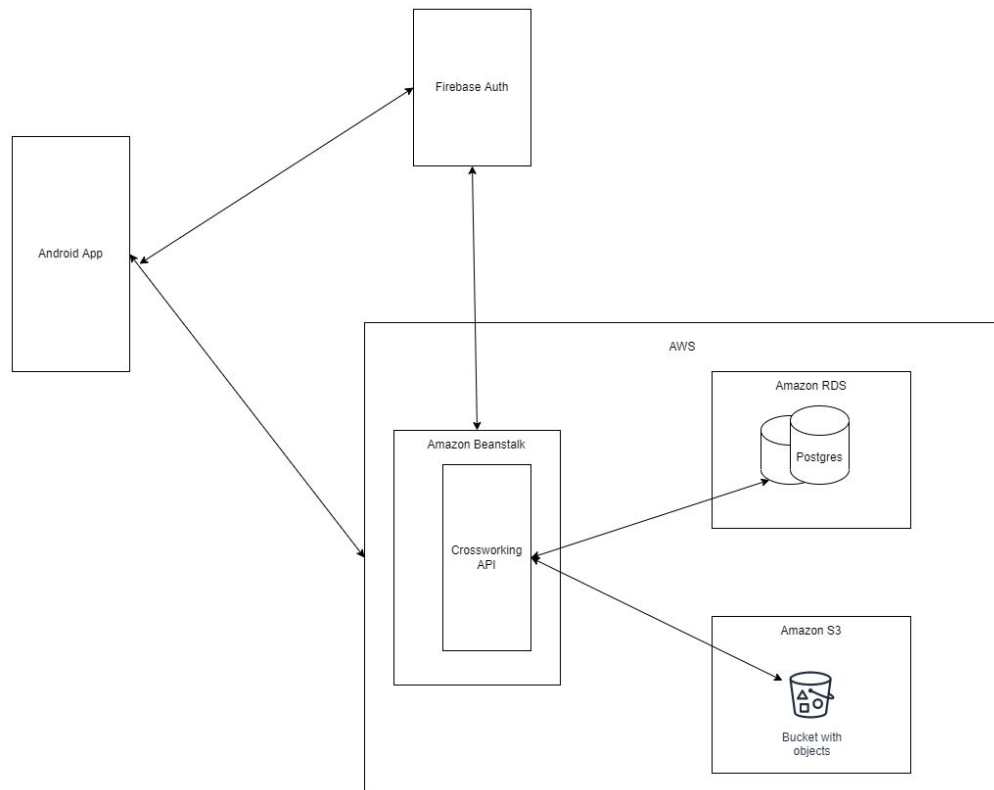 Firebase Auth
Android App
AWS
Amazon RDS
Postgres
Amazon Beanstalk
Crossworking
API
Amazon S3
Bucket with
objects